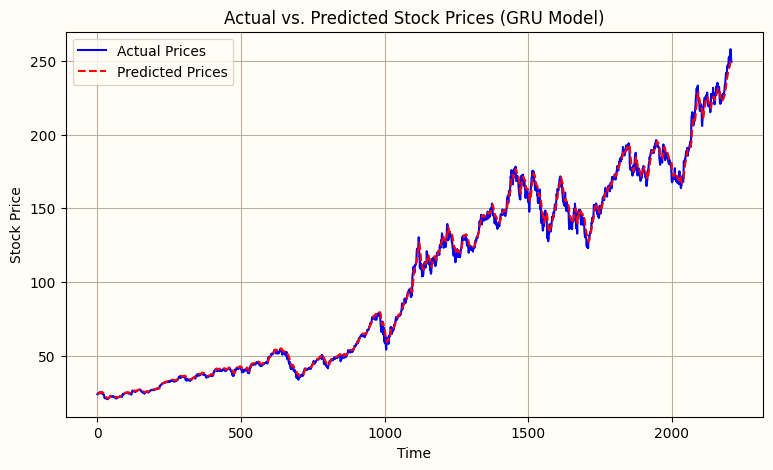 Actual vs. Predicted Stock Prices (GRU Model)
Actual Prices
Predicted Prices
250
200
150
100
50
Stock Price
0 500 1000 1500 2000
Time